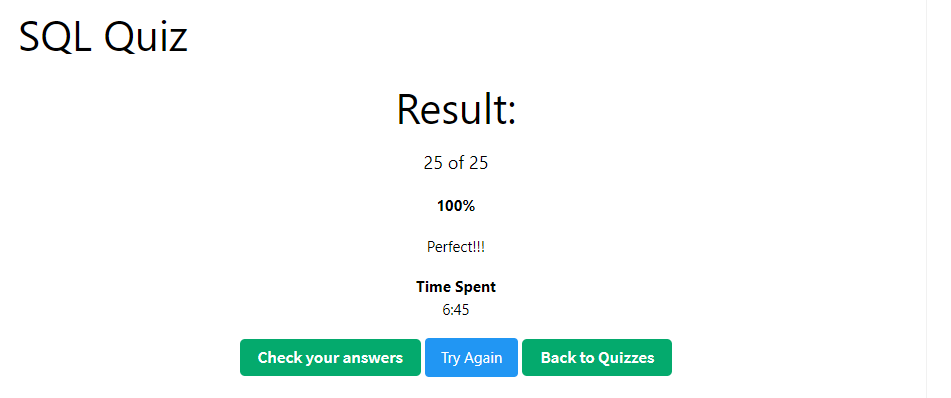 SQL Quiz
Result:
25 of 25
100%
Perfect!!!
Time Spent
6:45
Check your answers Try Again Back to Quizzes